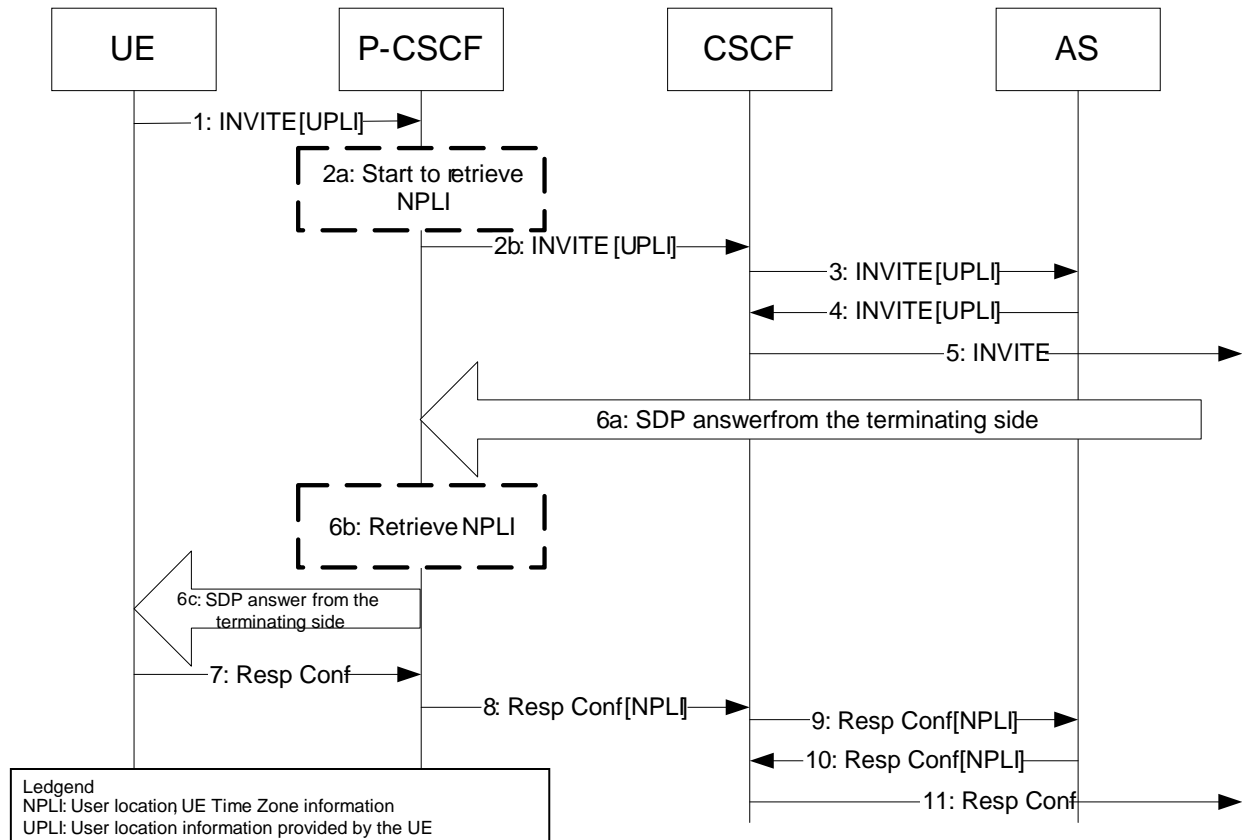 UE
P-CSCF
CSCF
AS
1: INVITE[UPLI]
2a: Start to retrieve
NPLI
2b: INVITE [UPLI]
3: INVITE[UPLI]
4: INVITE[UPLI]
5: INVITE
6a: SDP answerfrom the terminating side
6b: Retrieve NPLI
6c: SDP answer from the
terminating side
7: Resp Conf
8: Resp Conf[NPLI]
9: Resp Conf[NPLI]
10: Resp Conf[NPLI]
11: Resp Conf
Ledgend
NPLI: User location, UE Time Zone information
UPLI: User location information provided by the UE